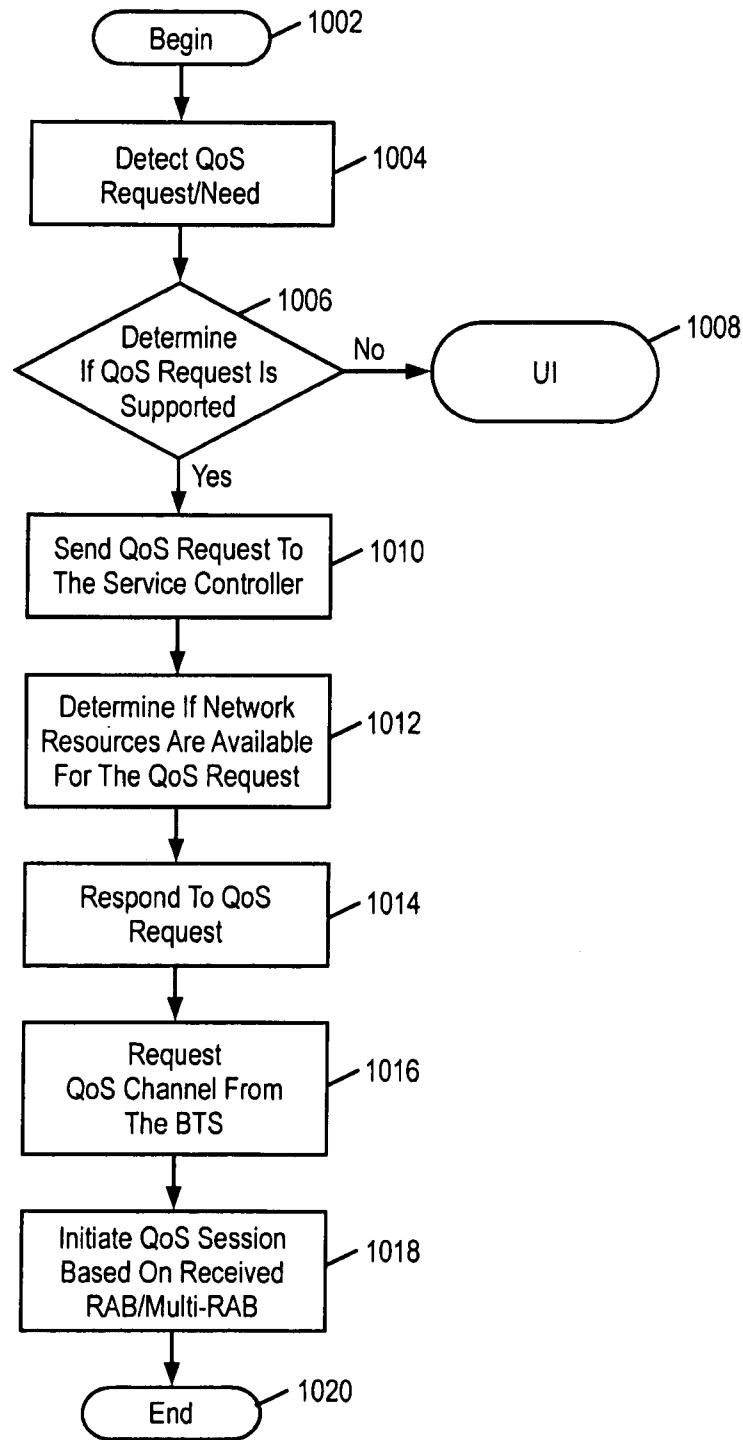 Begin
1002
Detect QoS
Request/Need
1004
1006
Determine
If QoS Request Is
Supported
No
UI
1008
Yes
Send QoS Request To
The Service Controller
1010
Determine If Network
Resources Are Available
For The QoS Request
1012
Respond To QoS
Request
1014
Request
QoS Channel From
The BTS
1016
Initiate QoS Session
Based On Received
RAB/Multi-RAB
1018
End
1020